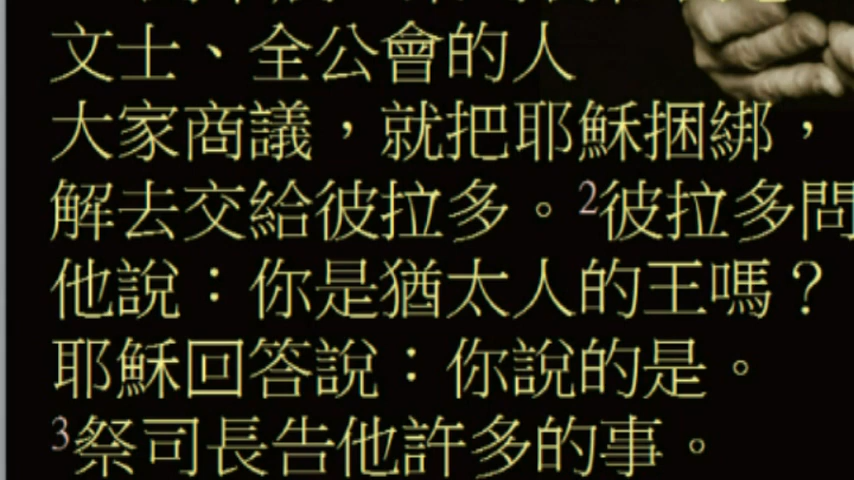 文士、全公會的人
大家商議，就把耶穌捆綁，
解去交給彼拉多。2彼拉多問
他說：你是猶太人的王嗎？
耶穌回答說：你說的是。
3祭司長告他許多的事。